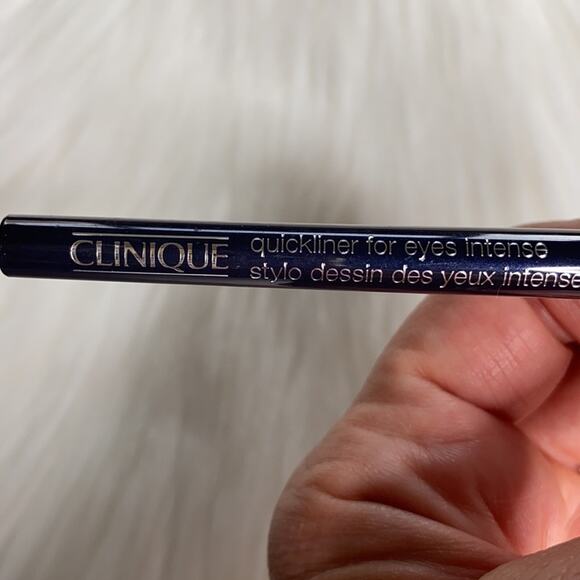 CLINIQUE
quickliner for eyes intense
stylo dessin des yeux intense